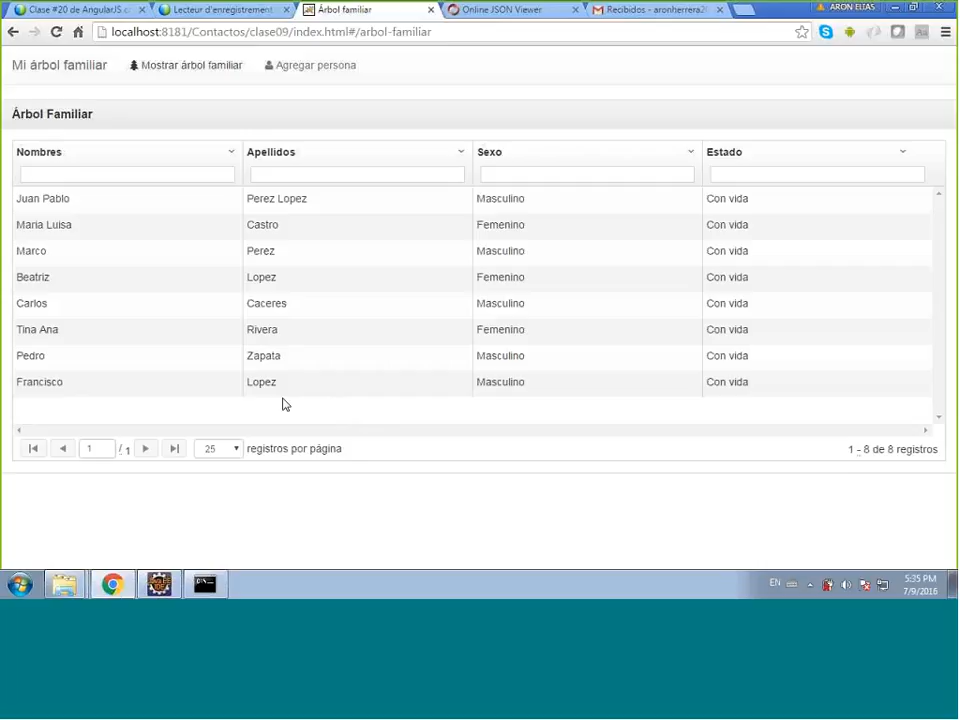 Clase #20 de AngularJS
Lecteur d'enregistrement
Árbol familiar
Online JSON Viewer
Recibidos - aronherrera2
ARON ELIAS
localhost:8181/Contactos/clase09/index.html#/arbol-familiar
Mi árbol familiar
Mostrar árbol familiar
Agregar persona
Árbol Familiar
Nombres Apellidos Sexo Estado
Juan Pablo Perez Lopez Masculino Con vida
Maria Luisa Castro Femenino Con vida
Marco Perez Masculino Con vida
Beatriz Lopez Femenino Con vida
Carlos Caceres Masculino Con vida
Tina Ana Rivera Femenino Con vida
Pedro Zapata Masculino Con vida
Francisco Lopez Masculino Con vida
1 / 1 25 registros por página 1 - 8 de 8 registros
EN
5:35 PM
7/9/2016